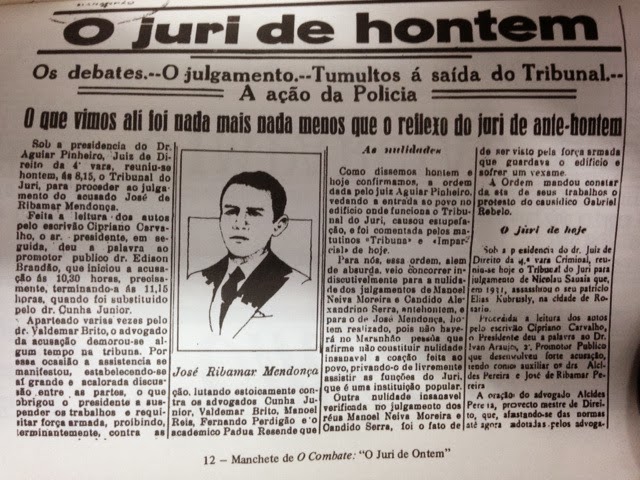 O juri de hontem
Os debates.--O julgamento.--Tumultos á saída do Tribunal.--
A ação da Policia
O que vimos ali foi nada mais nada menos que o reflexo do juri de ante-hontem
Sob a presidencia do Dr.
Aguiar Pinheiro, Juis de Di-
reito da 4ª vara, reuniu-se
hontem, ás 8,15, o Tribunal do
Juri, para proceder ao julga-
mento do acusado José de
Ribamar Mendonça.
Feita a leitura dos autos
pelo escrivão Cipriano Carva-
lho, o sr. presidente, em se-
guida, deu a palavra ao
promotor publico dr. Edison
Brandão, que iniciou a acusa-
ção ás 10,30 horas, precisa-
mente, terminando-a ás 11,15
horas, quando foi substituido
pelo dr. Cunha Junior.
Aparteado varias vezes pelo
dr. Valdemar Brito, o advogado
da acusação demorou-se al-
gum tempo na tribuna. Por
essa ocasião a assistencia se
manifestou, estabelecendo-se
aí grande e scalorada discus-
são entre as partes, o que
obrigou o presidente a sus-
pender os trabalhos e requi-
sitar força armada, proibindo,
terminantemente, contra as
José Ribamar Mendonça
ação, lutando estoicamente con-
tra os advogados Cunha Ju-
nior, Valdemar Brito, Manoel
Reis, Fernando Perdigão e o
academico Padua Resende que
As nulidades
Como dissemos hontem e
hoje confirmamos, a ordem
dada pelo juis Aguiar Pinheiro,
vedando a entrada ao povo no
edificio onde funciona o Tribu-
nal do Juri, causou estupefa-
ção, e foi comentada pelos ma-
tutinos «Tribuna» e «Impar-
cial» de hoje.
Para nós, essa ordem, alem
de absurda, veio concorrer in-
discutivelmente para a nulida-
de dos julgamentos de Manoel
Neiva Moreira e Candido Ale-
xandrino Serra, antehontem, e
para o de José Mendonça, hon-
tem realizado, pois não have-
rá no Maranhão pessôa que
afirme não constituir nulidade
insanavel a coação feita ao
povo, privando-o de livremente
assistir as funções do Juri,
que é uma instituição popular.
Outra nulidade insanavel
verificada no julgamento dos
réus Manoel Neiva Moreira e
Candido Serra, foi o fato de
de ser visto pela força armada
que guardava o edificio e
sofrer um vexame.
A Ordem mandou constar
da áta de seus trabalhos o
protesto do causidico Gabriel
Rebelo.
O juri de hoje
Sob a presidencia do dr. Juiz de
Direito da 4.ª vara Criminal, reu-
niu-se hoje o Tribunal do Juri para
julgamento de Nicolau Sauaia que,
em 1917, assassinou o seu patricio
Elias Kubrusly, na cidade de Ro-
sario.
Procedida a leitura dos autos
pelo escrivão Cipriano Carvalho, o
Presidente deu a palavra ao Dr.
Ivan Araujo, 2º. Promotor Publico
que desenvolveu forte acusação,
tendo como auxiliar os drs. Alci-
des Pereira e José de Ribamar Pe-
reira
A oração do advogado Alcides
Pereira, provecto mestre de Direi-
to, que, afastando-se das normas
até agora adotadas pelos advoga-
12 – Manchete de O Combate: "O Juri de Ontem"